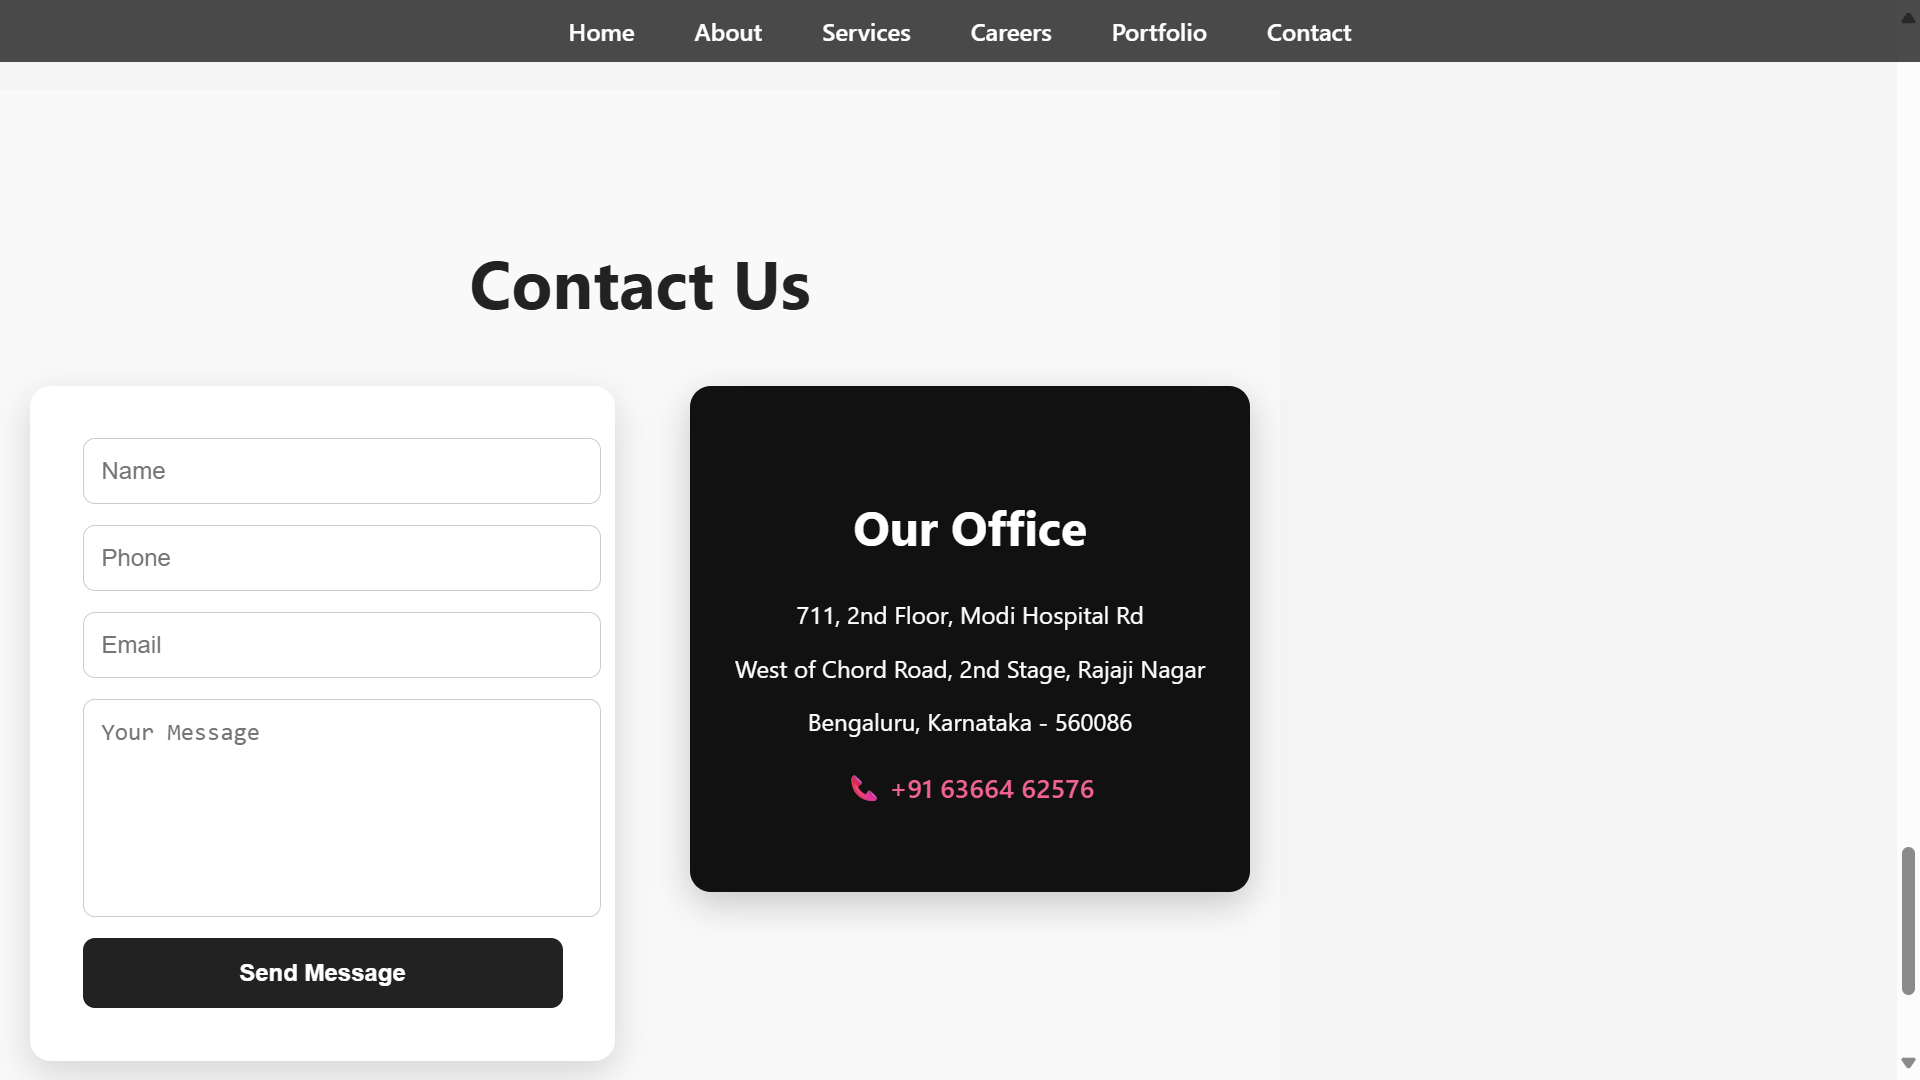 Home About Services Careers Portfolio Contact
Contact Us
Name
Phone
Email
Your Message
Send Message
Our Office
711, 2nd Floor, Modi Hospital Rd
West of Chord Road, 2nd Stage, Rajaji Nagar
Bengaluru, Karnataka - 560086
+91 63664 62576